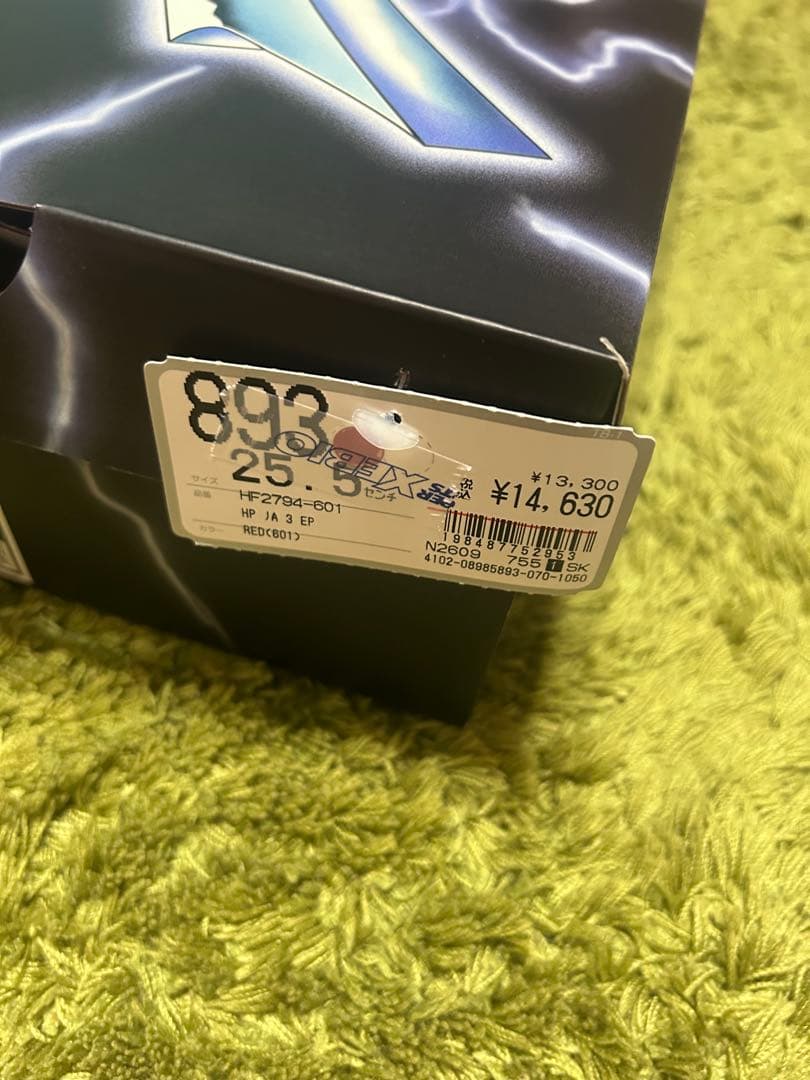 893
サイズ 25.5 センチ
品番 HF2794-601
HP JA 3 EP
カラー RED(601)
XEBIO
¥13,300
税込 ¥14,630
198487752953
N2609 755 1 SK
4102-08985893-070-1050